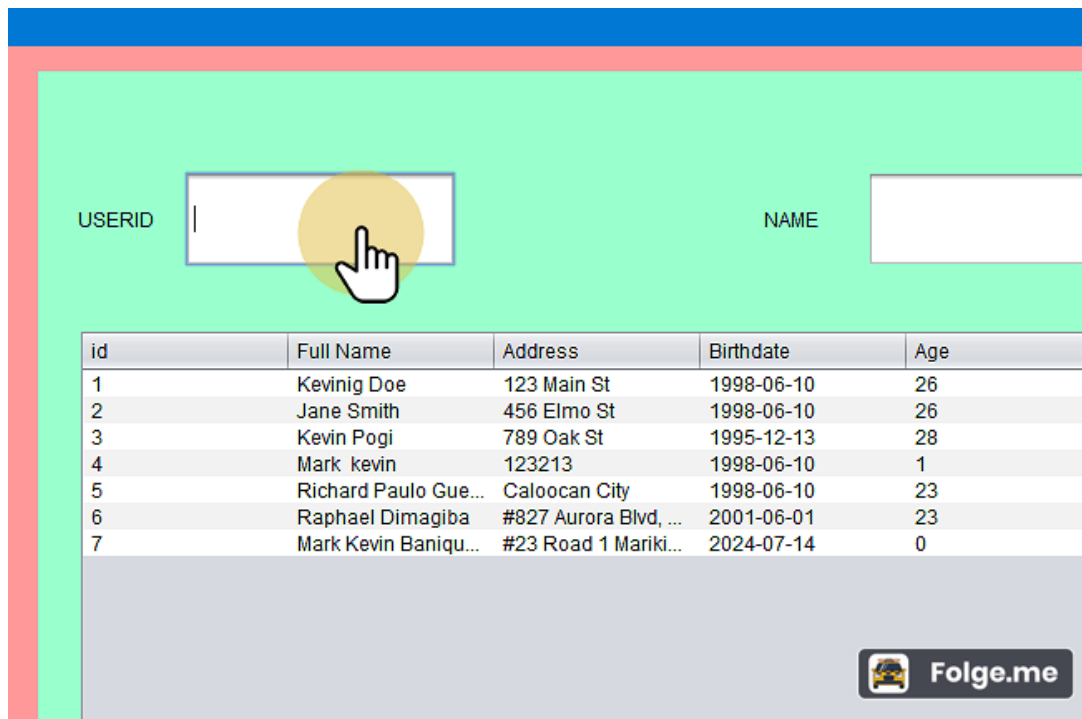 USERID NAME
id Full Name Address Birthdate Age
1 Kevinig Doe 123 Main St 1998-06-10 26
2 Jane Smith 456 Elmo St 1998-06-10 26
3 Kevin Pogi 789 Oak St 1995-12-13 28
4 Mark  kevin 123213 1998-06-10 1
5 Richard Paulo Gue... Caloocan City 1998-06-10 23
6 Raphael Dimagiba #827 Aurora Blvd, ... 2001-06-01 23
7 Mark Kevin Baniqu... #23 Road 1 Mariki... 2024-07-14 0
Folge.me